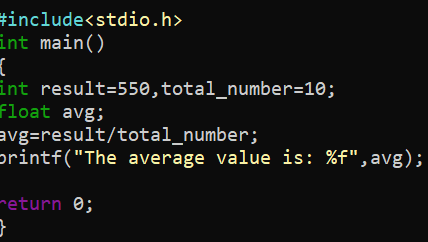 #include<stdio.h>
int main()
{
int result=550,total_number=10;
float avg;
avg=result/total_number;
printf("The average value is: %f",avg);
return 0;
}